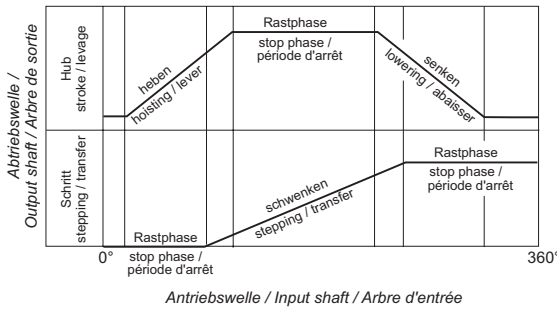 Abtriebswelle /
Output shaft / Arbre de sortie
Hub
stroke / levage
Schritt
stepping / transfer
heben
hoisting / lever
Rastphase
stop phase /
période d'arrêt
senken
lowering / abaisser
Rastphase
stop phase /
période d'arrêt
schwenken
stepping / transfer
Rastphase
stop phase /
période d'arrêt
0°
360°
Antriebswelle / Input shaft / Arbre d'entrée